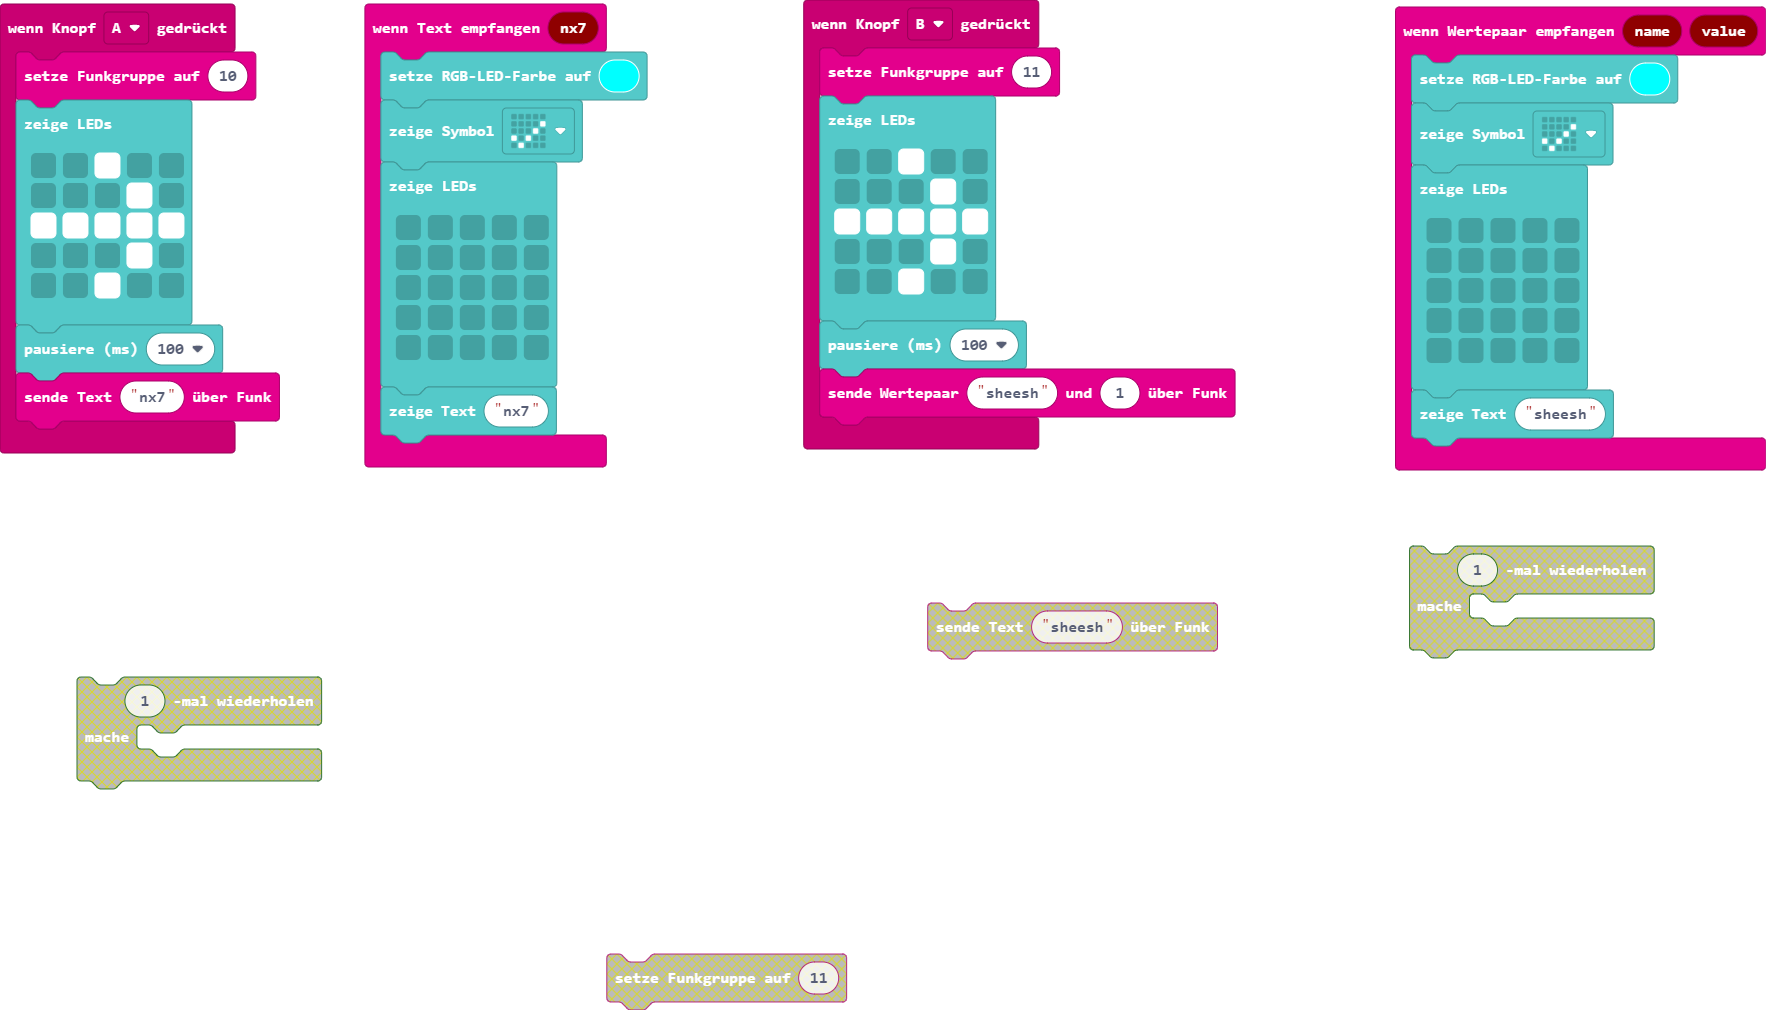 wenn Knopf A gedrückt
setze Funkgruppe auf 10
zeige LEDs
pausiere (ms) 100
sende Text "nx7" über Funk
wenn Text empfangen nx7
setze RGB-LED-Farbe auf
zeige Symbol
zeige LEDs
zeige Text "nx7"
wenn Knopf B gedrückt
setze Funkgruppe auf 11
zeige LEDs
pausiere (ms) 100
sende Wertepaar "sheesh" und 1 über Funk
wenn Wertepaar empfangen name value
setze RGB-LED-Farbe auf
zeige Symbol
zeige LEDs
zeige Text "sheesh"
1 -mal wiederholen
mache
sende Text "sheesh" über Funk
1 -mal wiederholen
mache
setze Funkgruppe auf 11